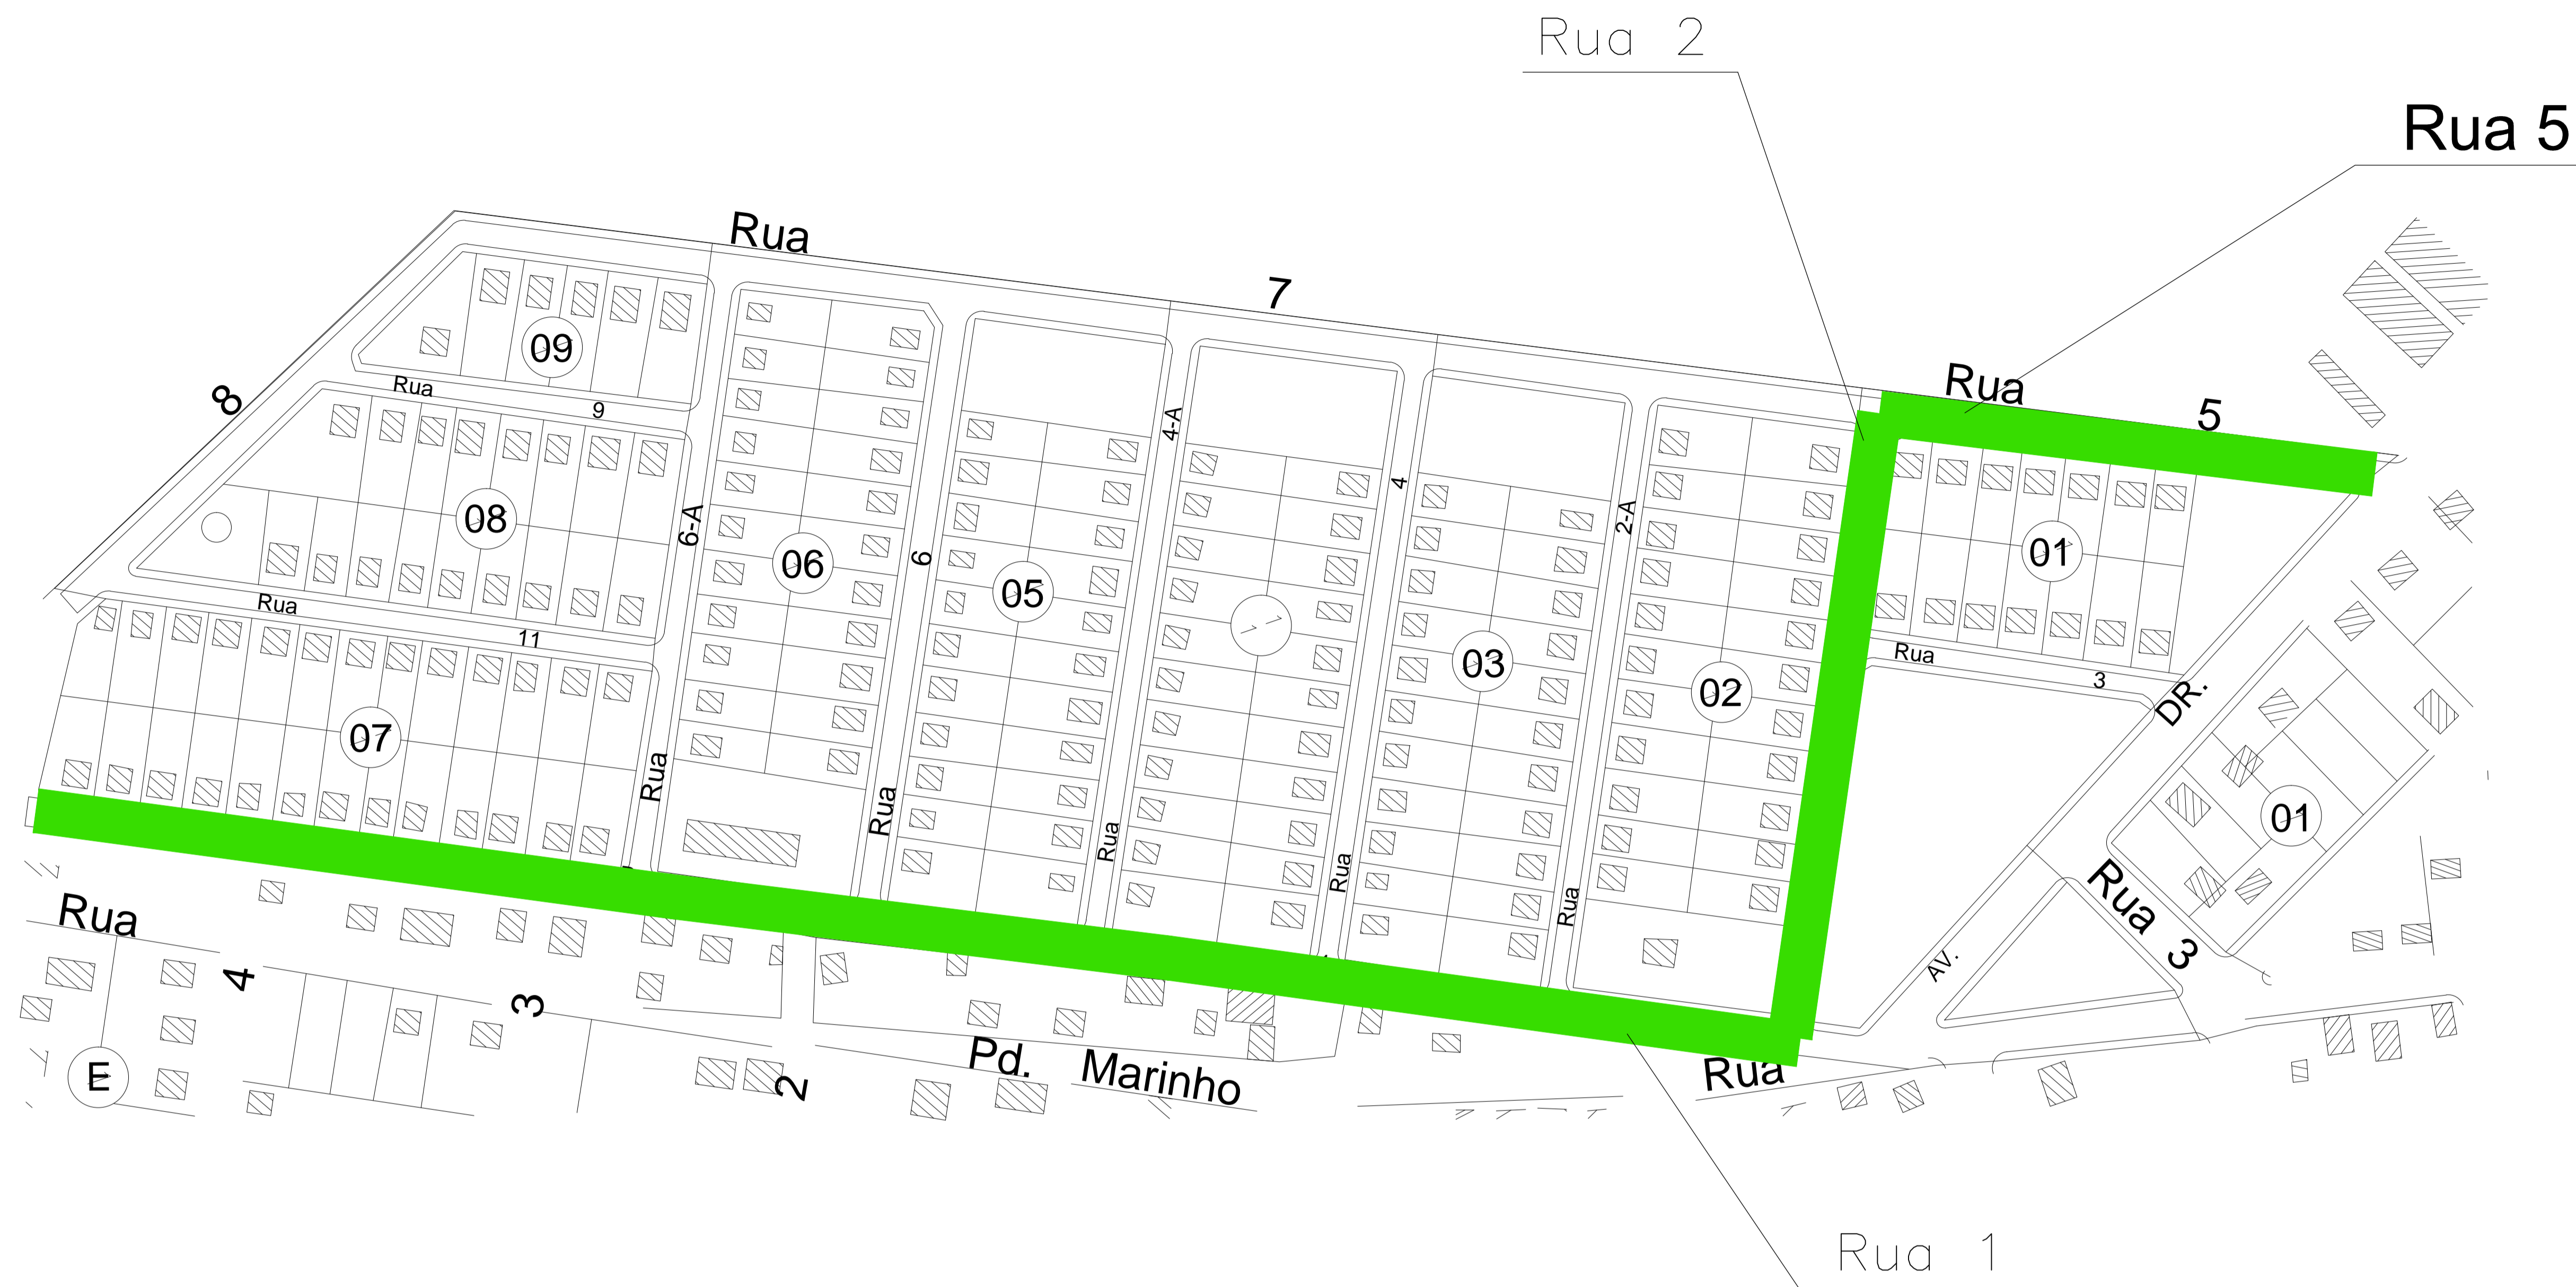 Rua 2
Rua 5
Rua 7
Rua 5
8
09
Rua 9
4-A
4
2-A
08
6-A
06
6
05
03
02
01
Rua 11
Rua 3
DR.
07
Rua
Rua
Rua
Rua
Rua
01
Rua 3
AV.
Rua
4
3
2
E
Pd. Marinho
Rua
Rua 1